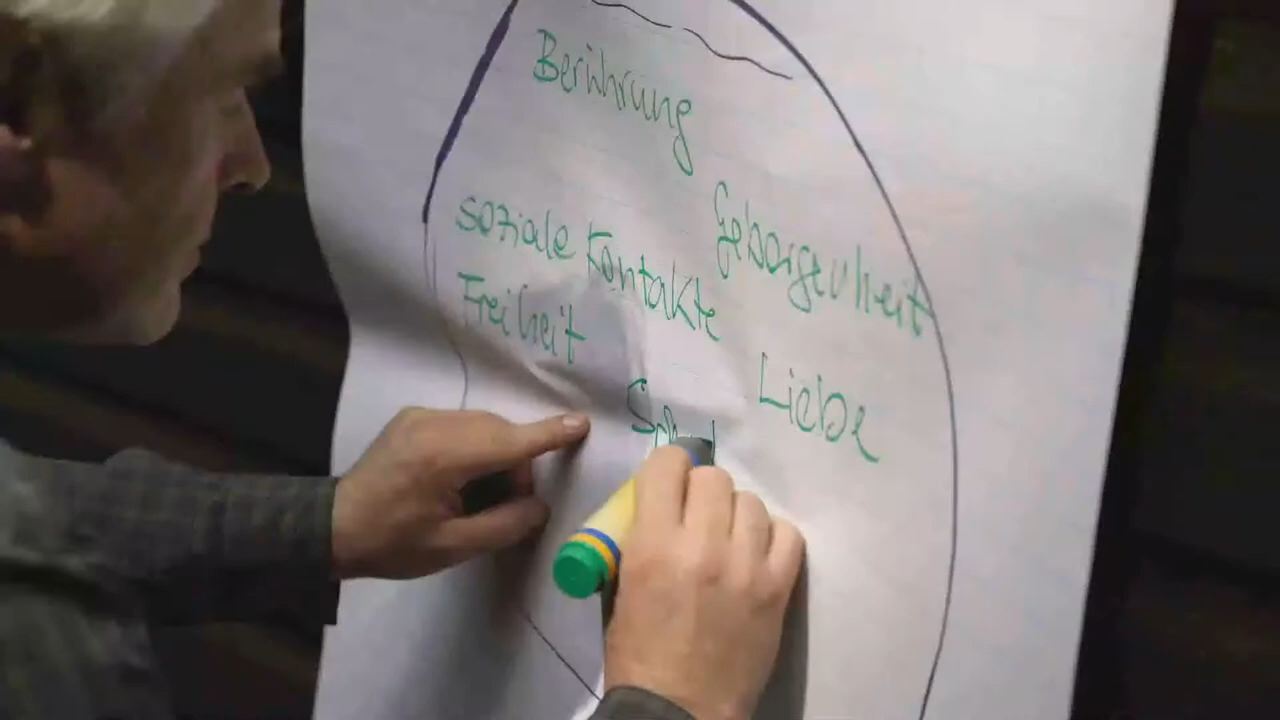 Berührung
Geborgenheit
soziale Kontakte
Freiheit
Liebe